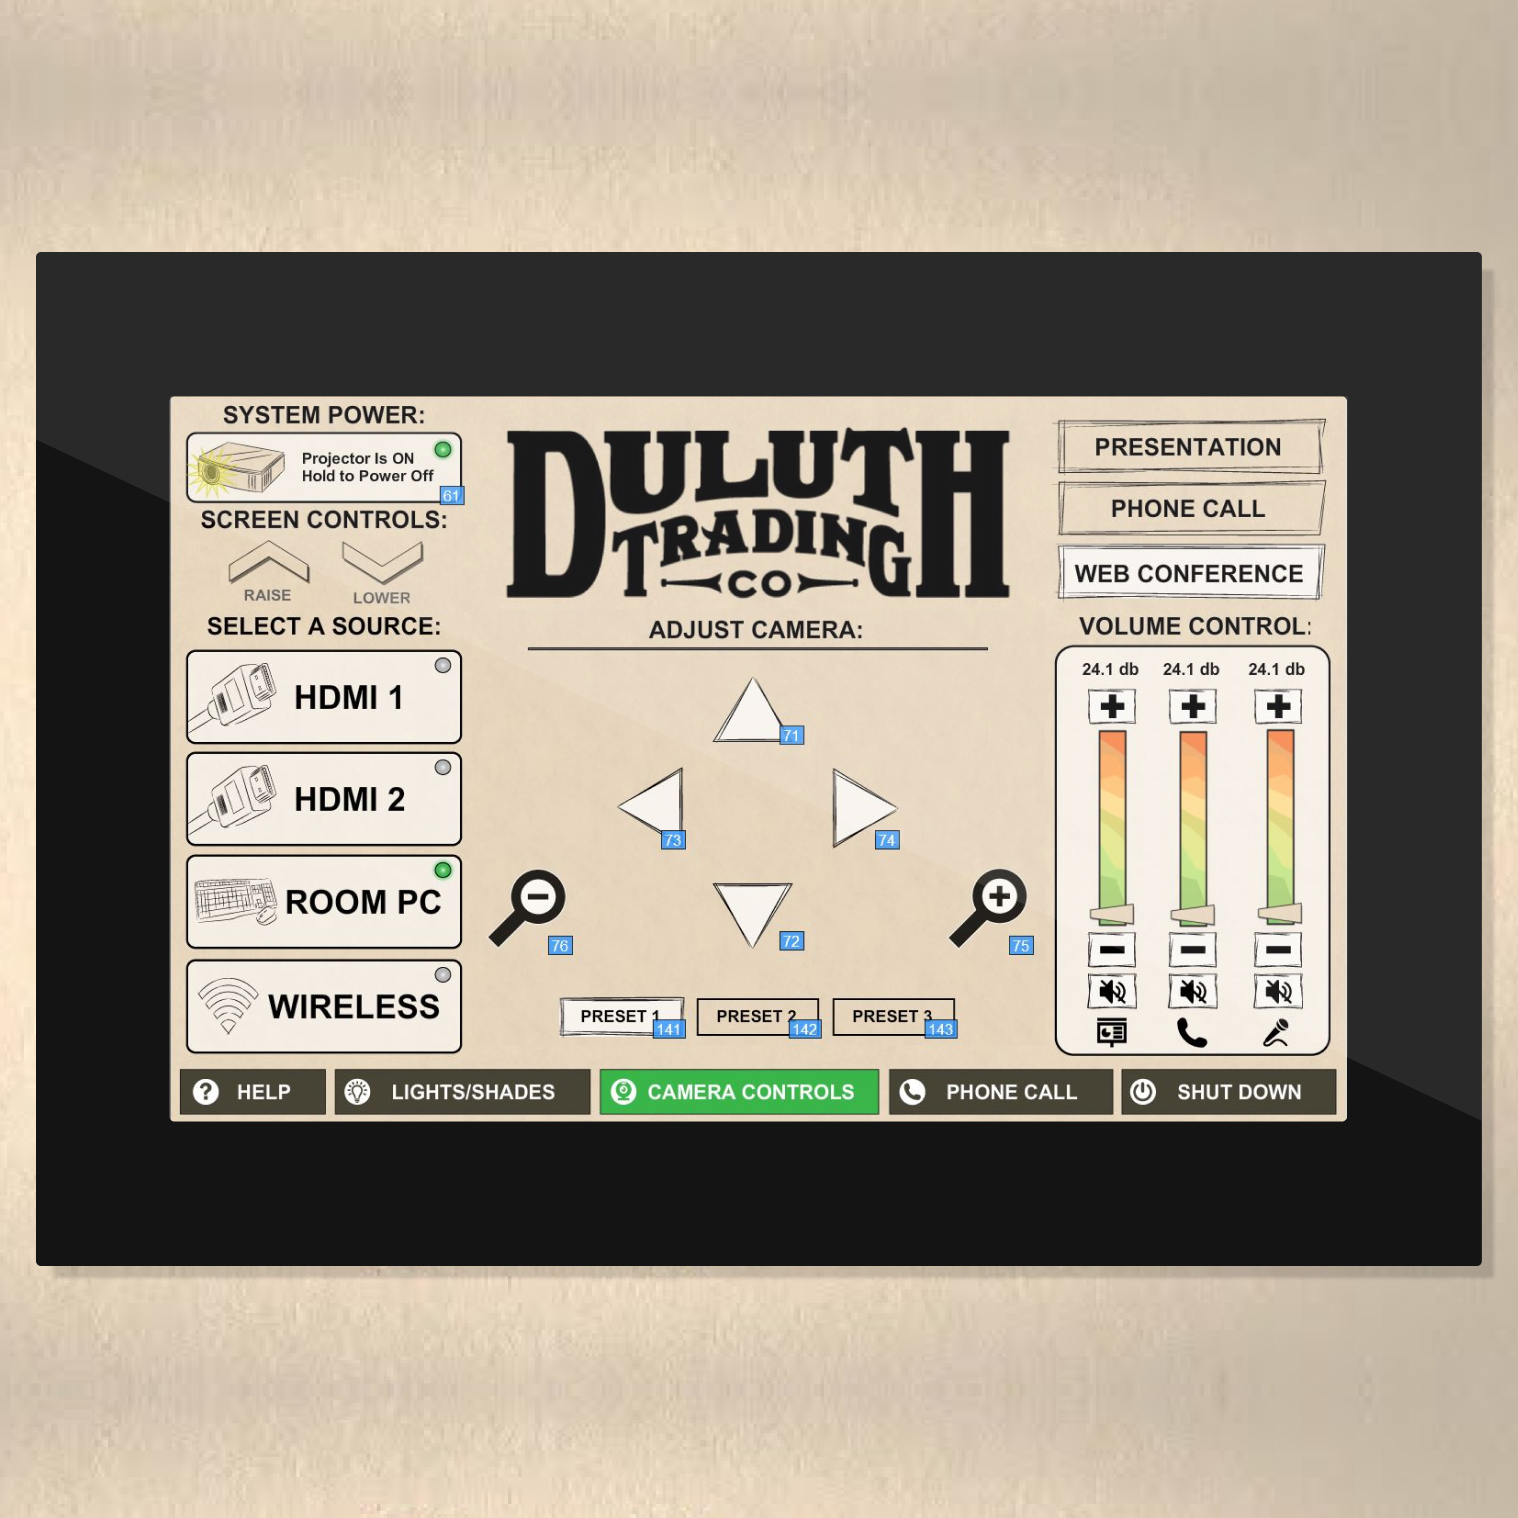 SYSTEM POWER:
Projector Is ON
Hold to Power Off
61
SCREEN CONTROLS:
RAISE
LOWER
SELECT A SOURCE:
HDMI 1
HDMI 2
ROOM PC
WIRELESS
DULUTH
TRADING
CO
ADJUST CAMERA:
71
73
74
76
72
75
PRESET 1
141
PRESET 2
142
PRESET 3
143
PRESENTATION
PHONE CALL
WEB CONFERENCE
VOLUME CONTROL:
24.1 db 24.1 db 24.1 db
? HELP
LIGHTS/SHADES
CAMERA CONTROLS
PHONE CALL
SHUT DOWN